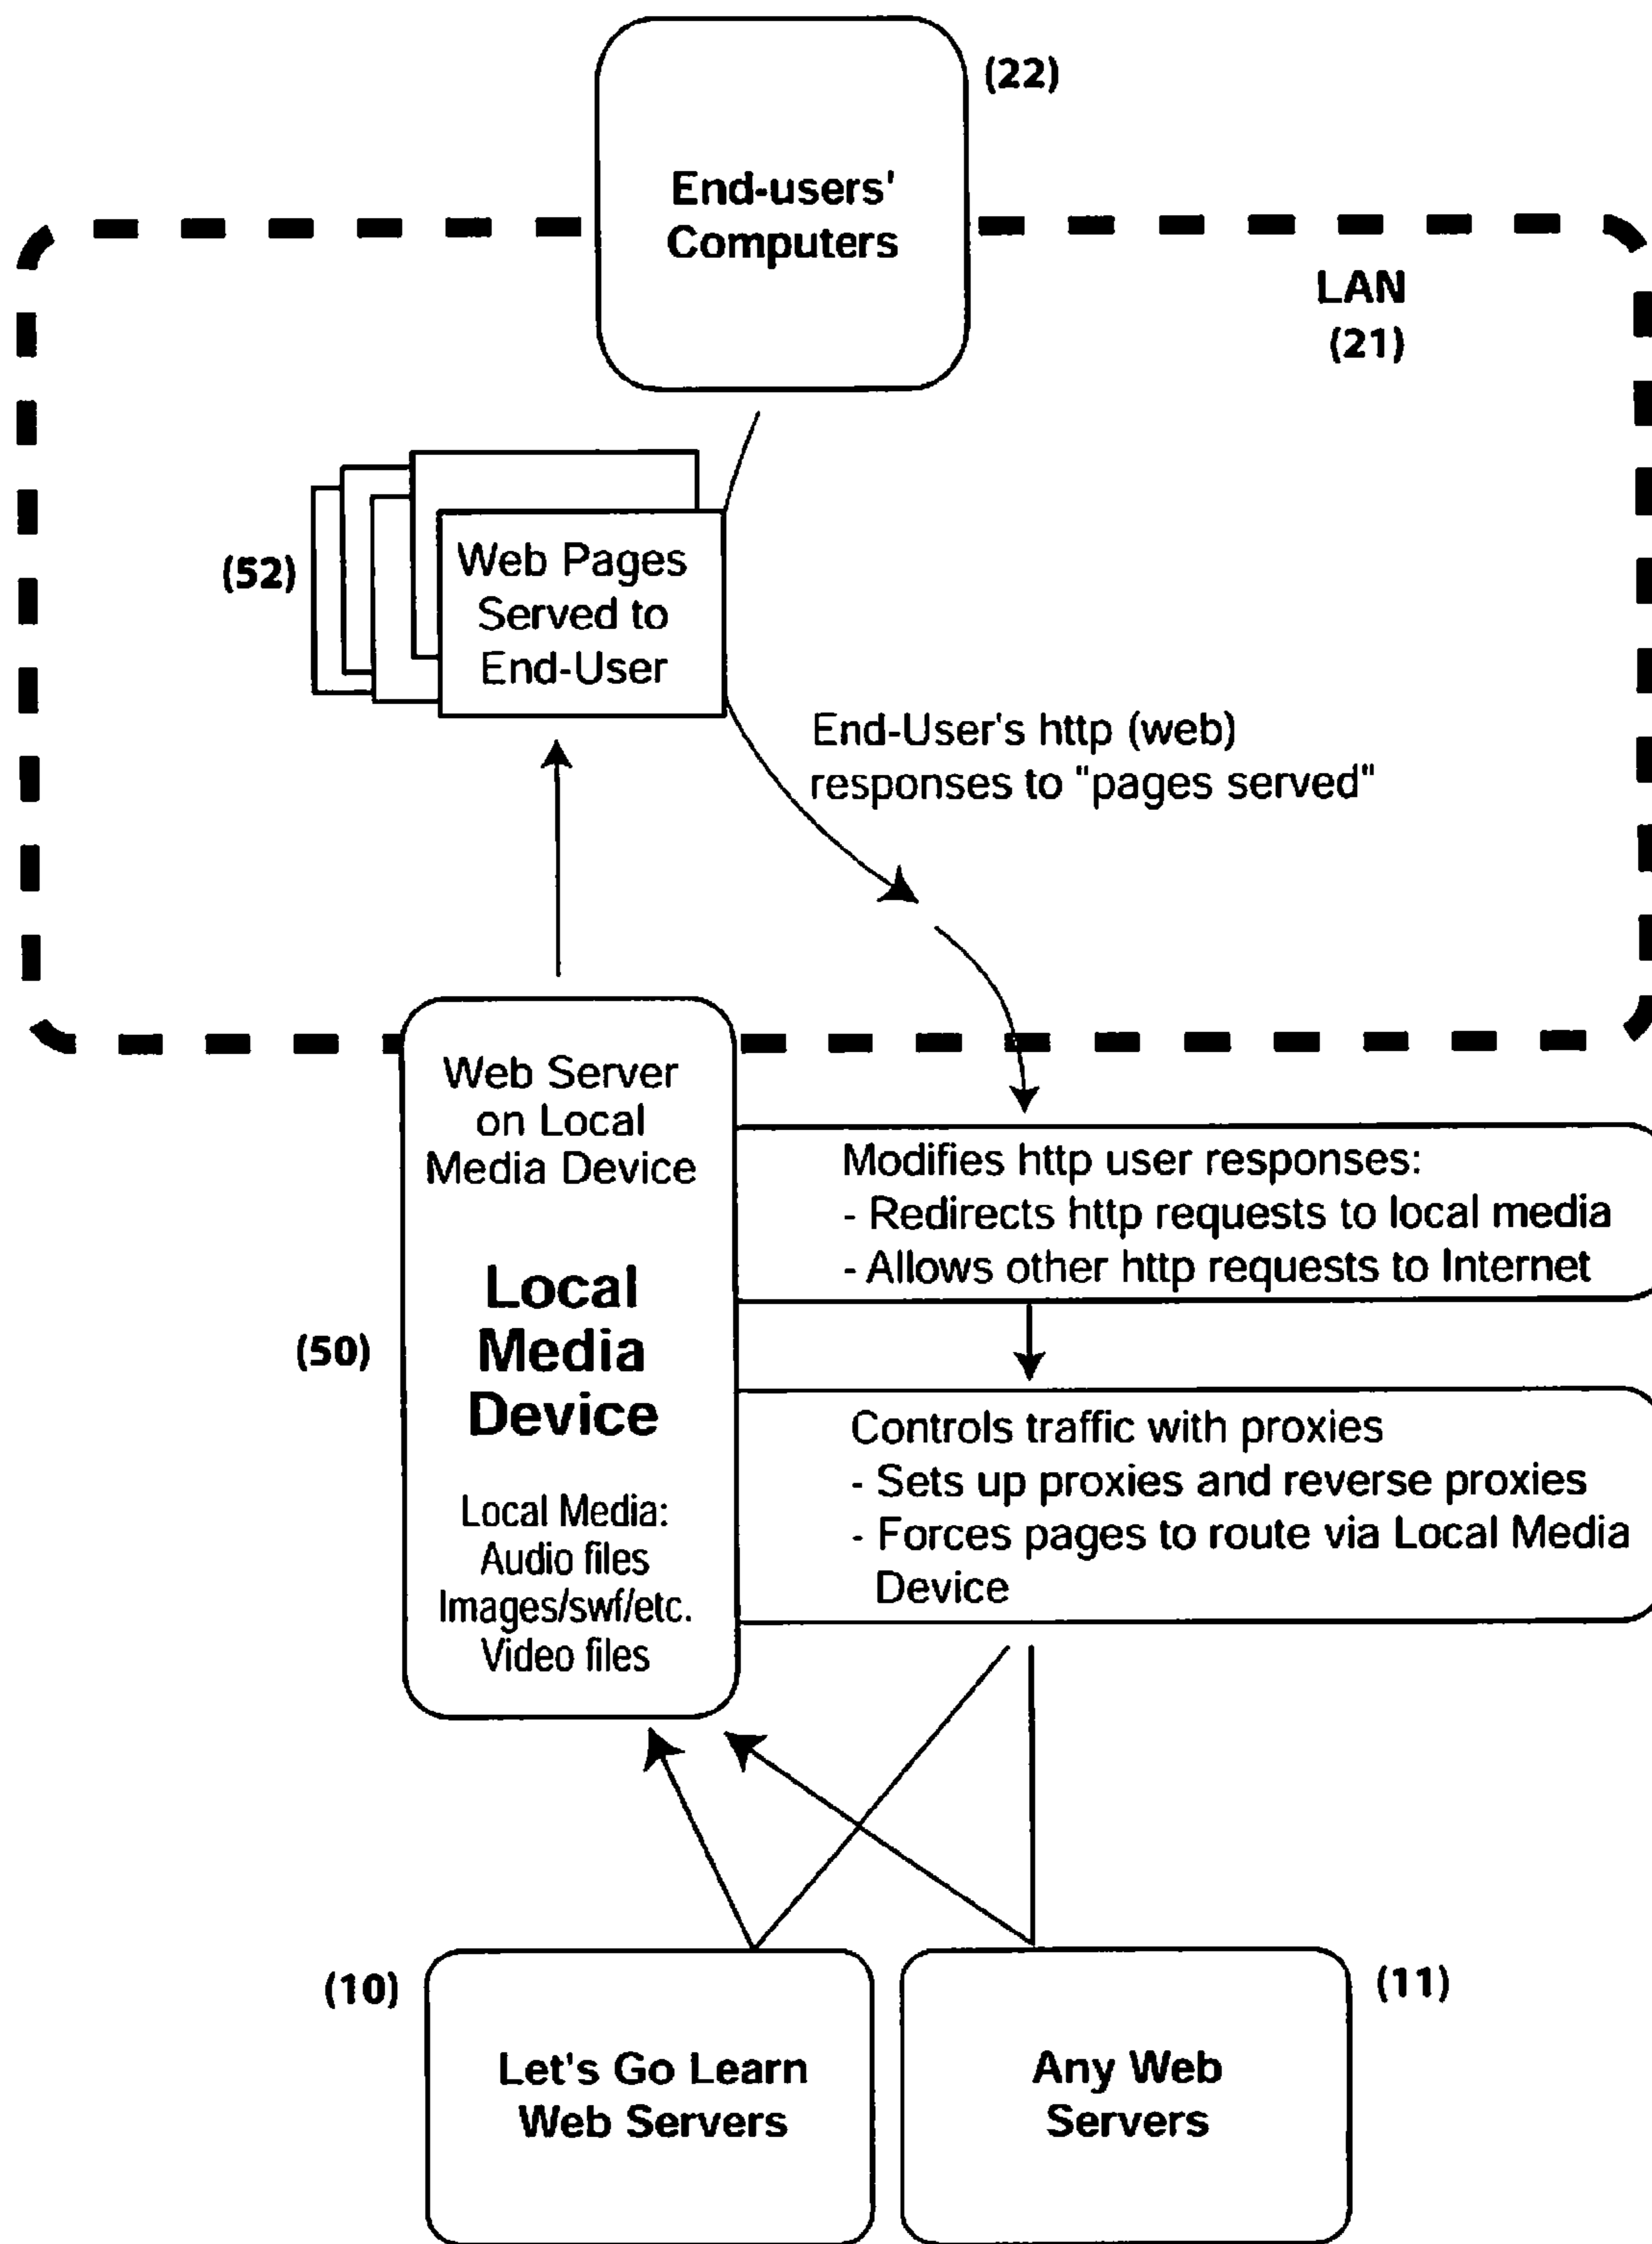 (22)
End-users'
Computers
LAN
(21)
(52)
Web Pages
Served to
End-User
End-User's http (web)
responses to "pages served"
Web Server
on Local
Media Device
Local
Media
Device
(50)
Local Media:
Audio files
Images/swf/etc.
Video files
Modifies http user responses:
- Redirects http requests to local media
- Allows other http requests to Internet
Controls traffic with proxies
- Sets up proxies and reverse proxies
- Forces pages to route via Local Media
Device
(10)
Let's Go Learn
Web Servers
(11)
Any Web
Servers